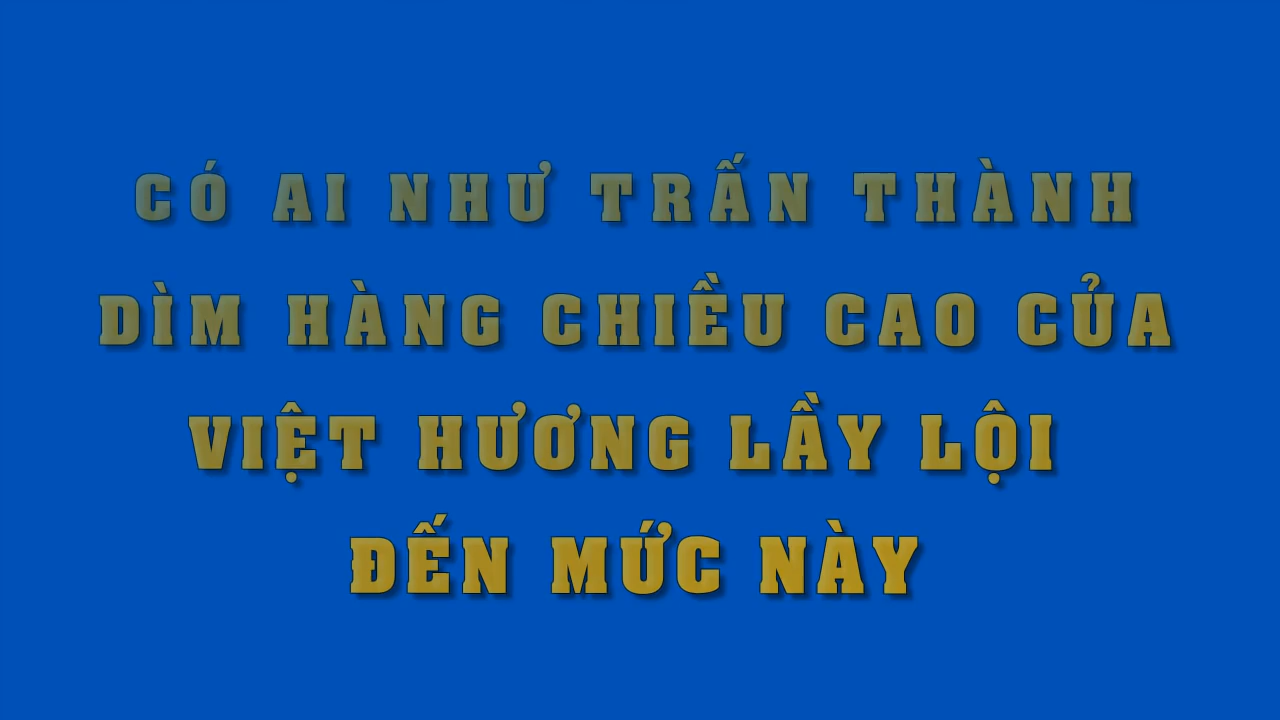 CÓ AI NHƯ TRẤN THÀNH
DÌM HÀNG CHIỀU CAO CỦA
VIỆT HƯƠNG LẦY LỘI
ĐẾN MỨC NÀY